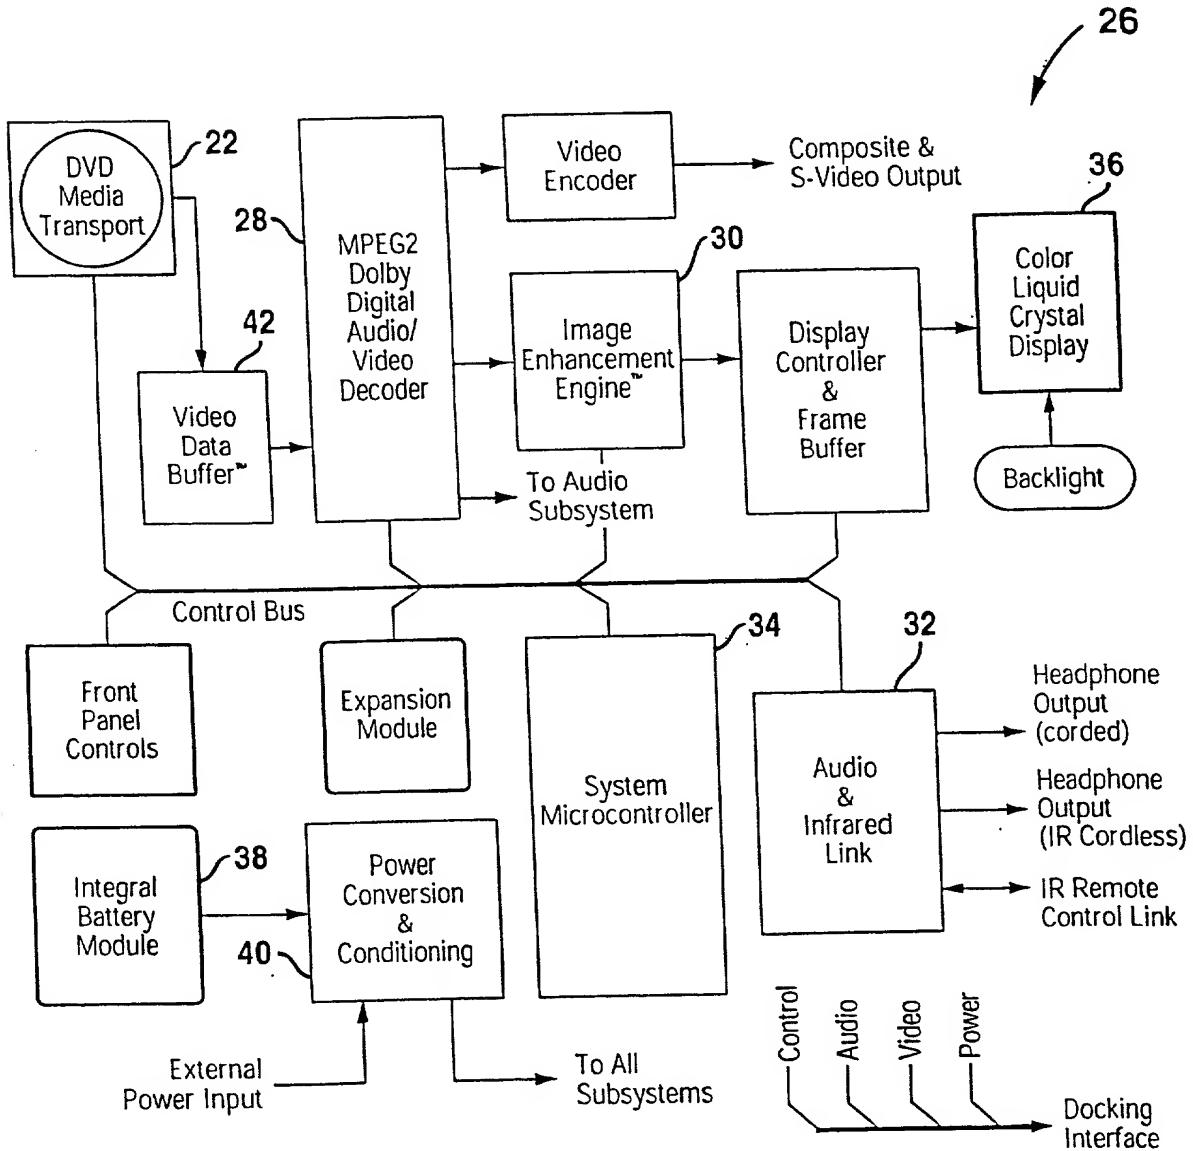 26
DVD
Media
Transport
22
28
MPEG2
Dolby
Digital
Audio/
Video
Decoder
Video
Encoder
Composite &
S-Video Output
36
Color
Liquid
Crystal
Display
30
Image
Enhancement
Engine™
Display
Controller
&
Frame
Buffer
42
Video
Data
Buffer™
To Audio
Subsystem
Backlight
Control Bus
Front
Panel
Controls
Expansion
Module
34
System
Microcontroller
32
Audio
&
Infrared
Link
Headphone
Output
(corded)
Headphone
Output
(IR Cordless)
IR Remote
Control Link
38
Integral
Battery
Module
40
Power
Conversion
&
Conditioning
External
Power Input
To All
Subsystems
Control
Audio
Video
Power
Docking
Interface